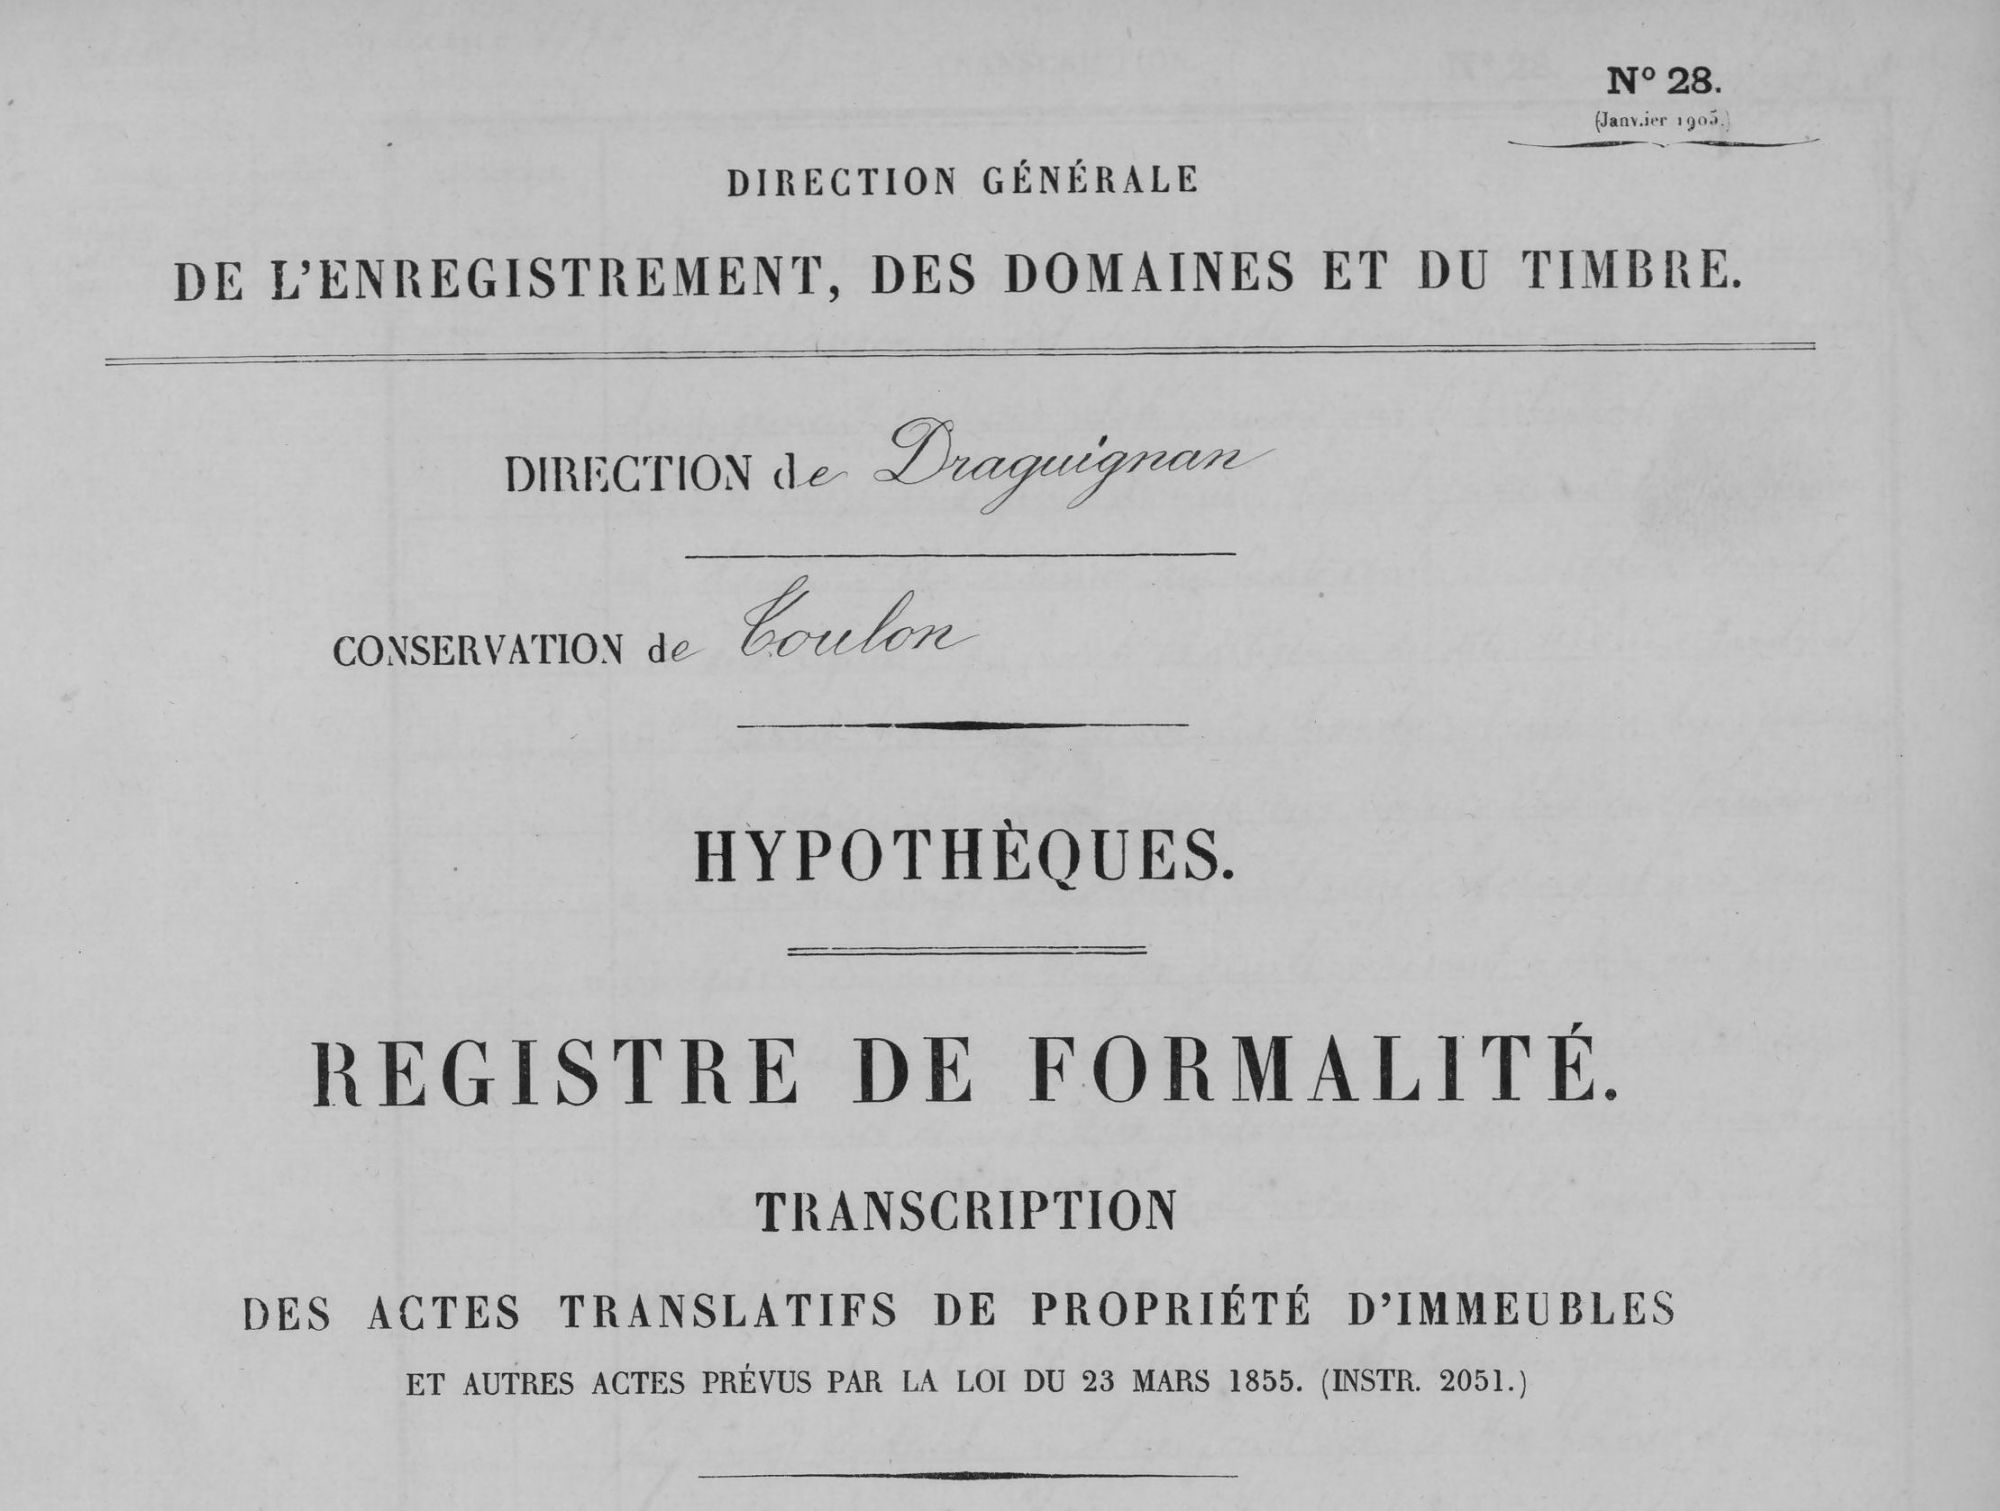 N° 28.
(Janvier 1905.)
DIRECTION GÉNÉRALE
DE L'ENREGISTREMENT, DES DOMAINES ET DU TIMBRE.
DIRECTION de Draguignan
CONSERVATION de Toulon
HYPOTHÈQUES.
REGISTRE DE FORMALITÉ.
TRANSCRIPTION
DES ACTES TRANSLATIFS DE PROPRIÉTÉ D'IMMEUBLES
ET AUTRES ACTES PRÉVUS PAR LA LOI DU 23 MARS 1855. (INSTR. 2051.)